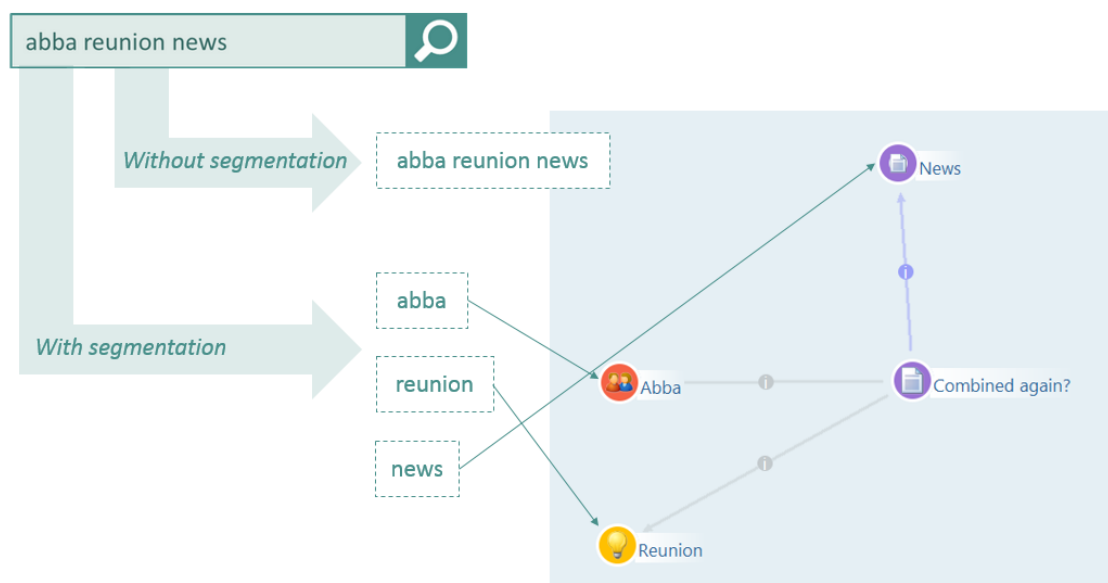 abba reunion news
Without segmentation
abba reunion news
News
abba
With segmentation
reunion
Abba
Combined again?
news
Reunion